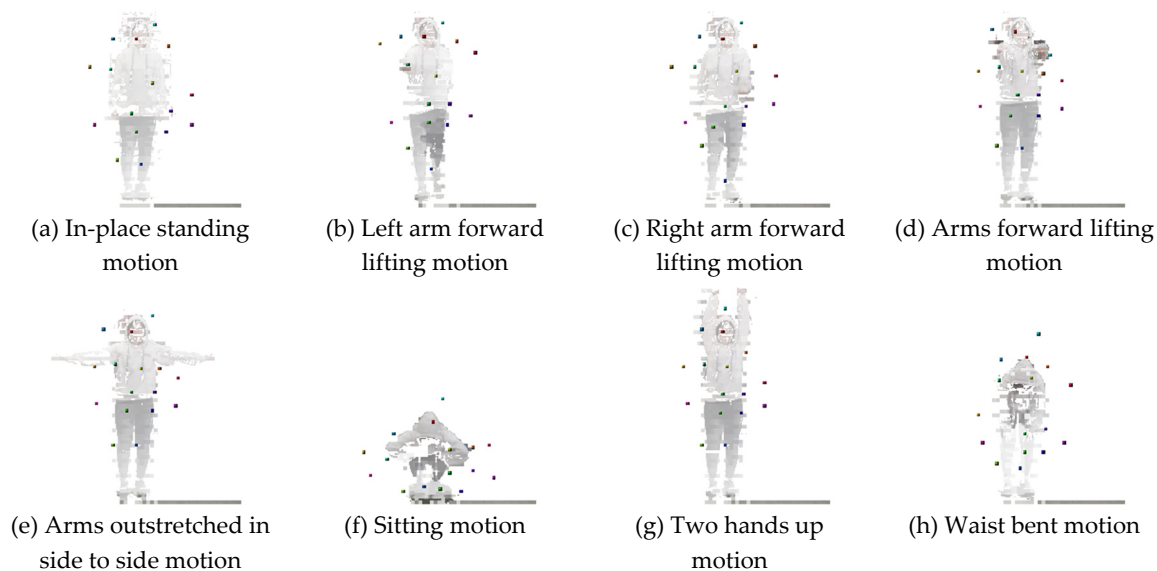 (a) In-place standing
motion
(b) Left arm forward
lifting motion
(c) Right arm forward
lifting motion
(d) Arms forward lifting
motion
(e) Arms outstretched in
side to side motion
(f) Sitting motion
(g) Two hands up
motion
(h) Waist bent motion